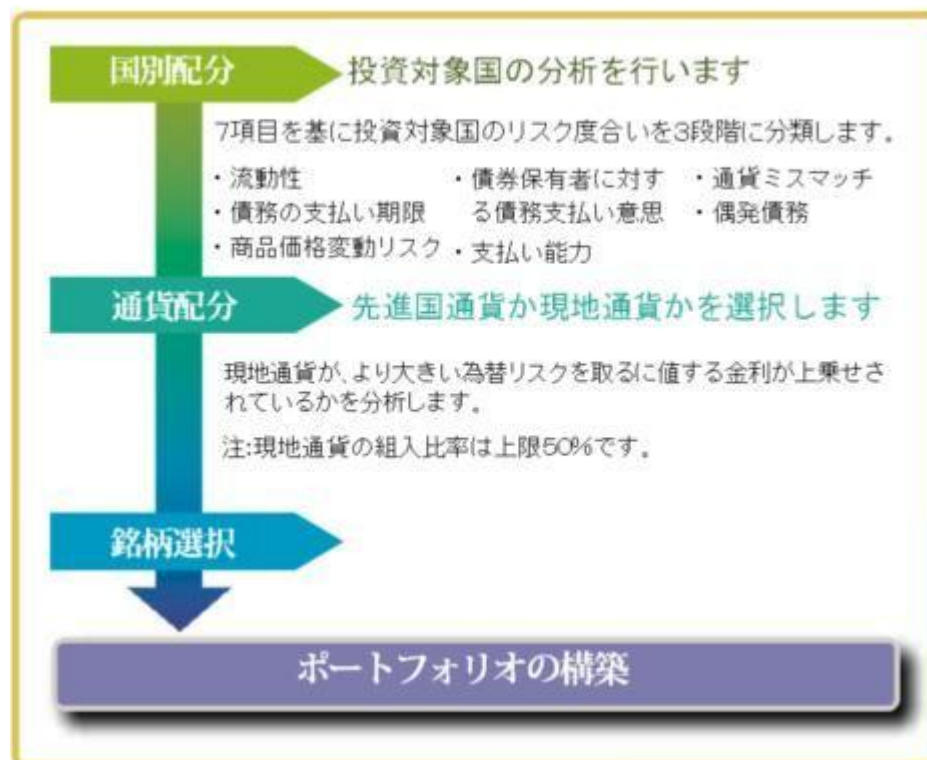 国別配分
投資対象国の分析を行います
7項目を基に投資対象国のリスク度合いを3段階に分類します。
・流動性
・債務の支払い期限
・商品価格変動リスク
・債券保有者に対す
る債務支払い意思
・支払い能力
・通貨ミスマッチ
・偶発債務
通貨配分
先進国通貨か現地通貨かを選択します
現地通貨が、より大きい為替リスクを取るに値する金利が上乗せさ
れているかを分析します。
注:現地通貨の組入比率は上限50%です。
銘柄選択
ポートフォリオの構築